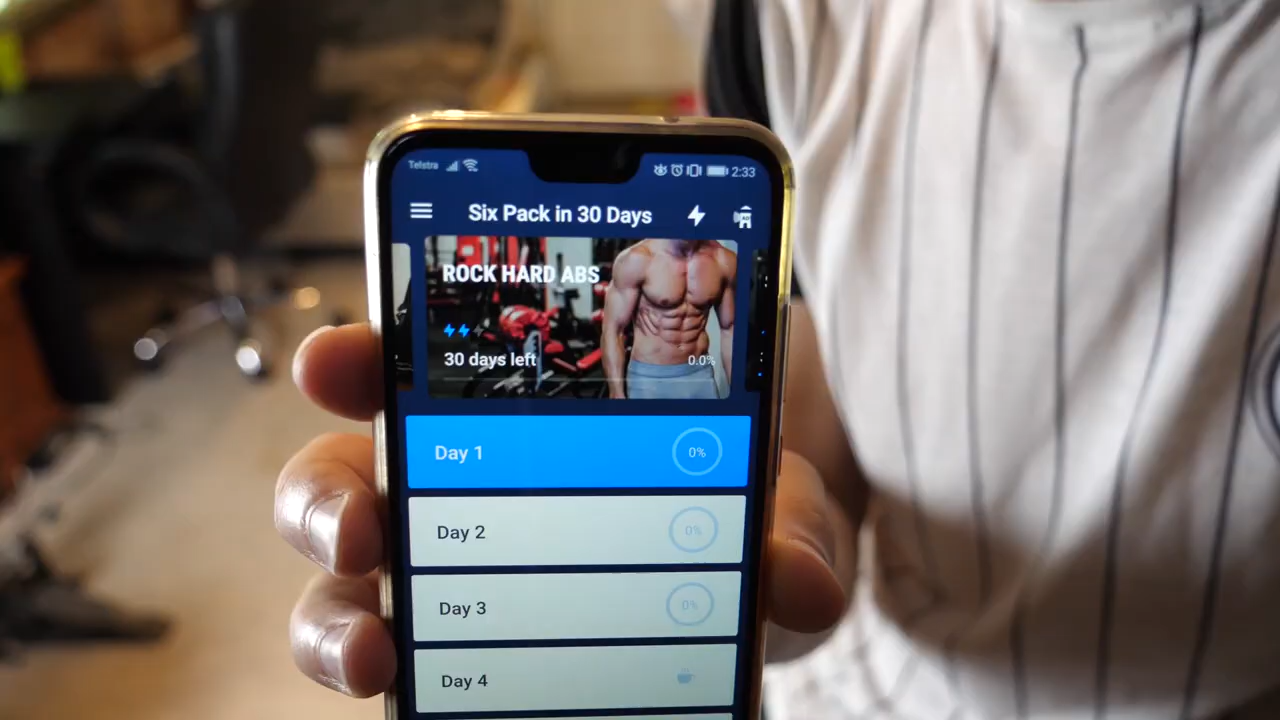 Telstra 2:33
Six Pack in 30 Days
ROCK HARD ABS
30 days left 0.0%
Day 1 0%
Day 2 0%
Day 3 0%
Day 4